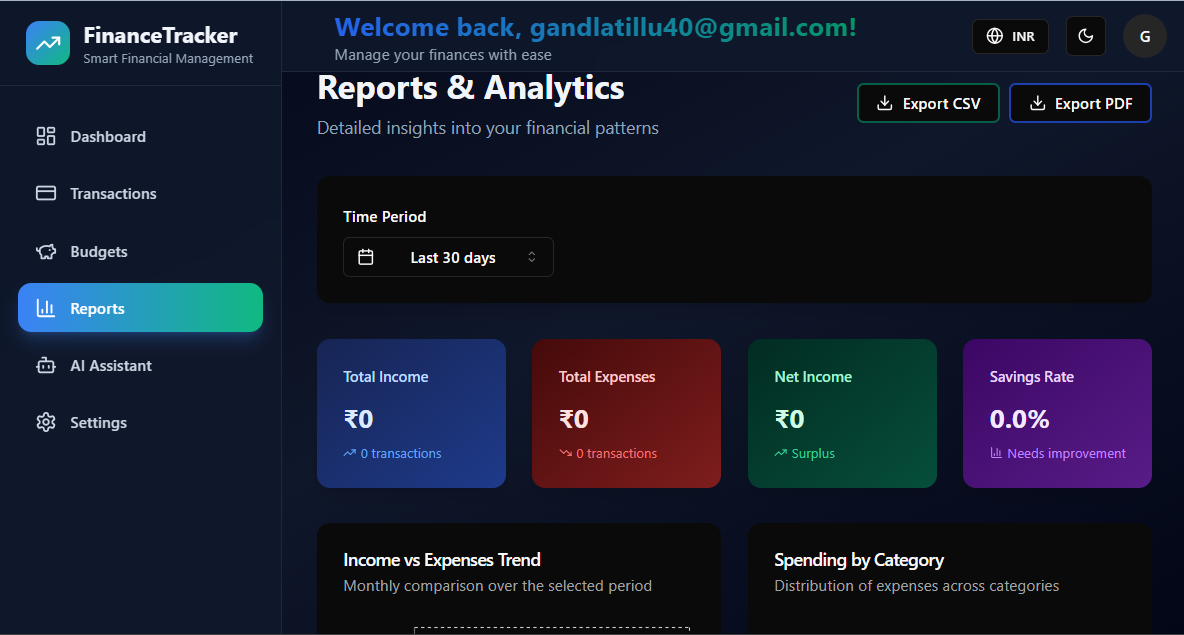 FinanceTracker
Smart Financial Management
Dashboard
Transactions
Budgets
Reports
AI Assistant
Settings
Welcome back, gandlatillu40@gmail.com!
Manage your finances with ease
INR
G
Reports & Analytics
Detailed insights into your financial patterns
Export CSV
Export PDF
Time Period
Last 30 days
Total Income
₹0
0 transactions
Total Expenses
₹0
0 transactions
Net Income
₹0
Surplus
Savings Rate
0.0%
Needs improvement
Income vs Expenses Trend
Monthly comparison over the selected period
Spending by Category
Distribution of expenses across categories